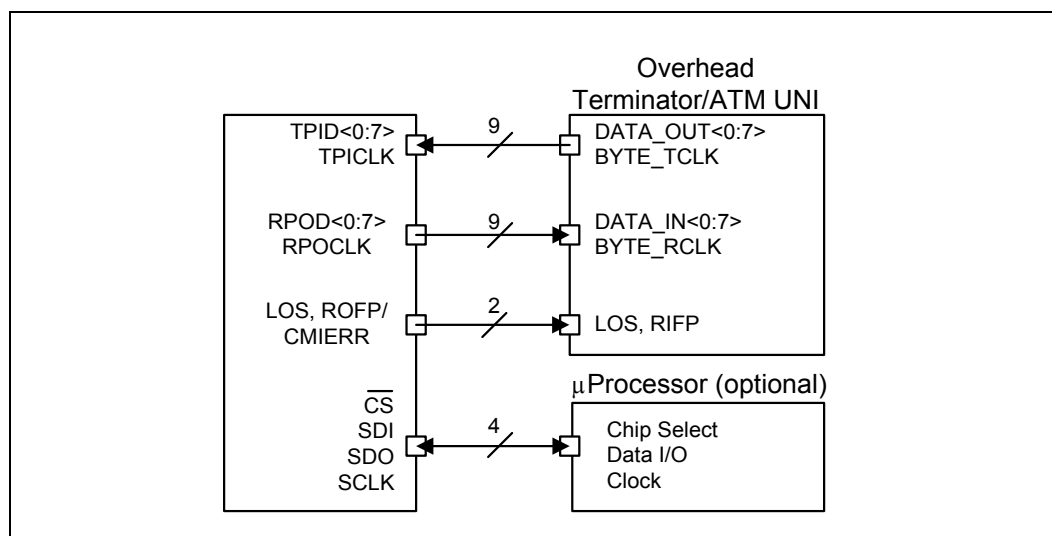 Overhead
Terminator/ATM UNI
TPID<0:7>
TPICLK
9
DATA_OUT<0:7>
BYTE_TCLK
RPOD<0:7>
RPOCLK
9
DATA_IN<0:7>
BYTE_RCLK
LOS, ROFP/
CMIERR
2
LOS, RIFP
μProcessor (optional)
CS
SDI
SDO
SCLK
4
Chip Select
Data I/O
Clock